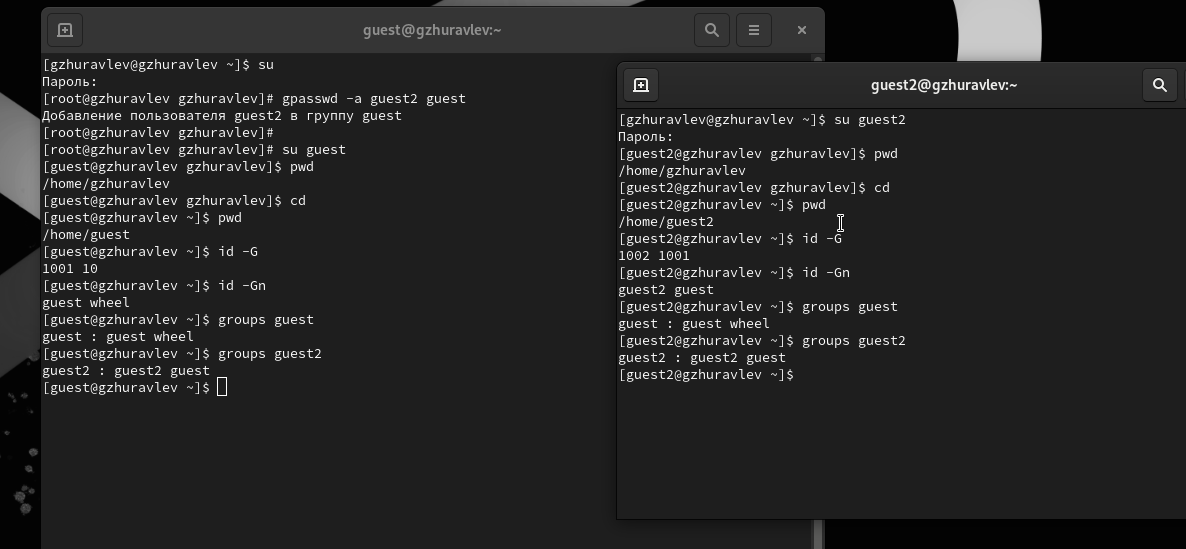 guest@gzhuravlev:~
[gzhuravlev@gzhuravlev ~]$ su
Пароль:
[root@gzhuravlev gzhuravlev]# gpasswd -a guest2 guest
Добавление пользователя guest2 в группу guest
[root@gzhuravlev gzhuravlev]#
[root@gzhuravlev gzhuravlev]# su guest
[guest@gzhuravlev gzhuravlev]$ pwd
/home/gzhuravlev
[guest@gzhuravlev gzhuravlev]$ cd
[guest@gzhuravlev ~]$ pwd
/home/guest
[guest@gzhuravlev ~]$ id -G
1001 10
[guest@gzhuravlev ~]$ id -Gn
guest wheel
[guest@gzhuravlev ~]$ groups guest
guest : guest wheel
[guest@gzhuravlev ~]$ groups guest2
guest2 : guest2 guest
[guest@gzhuravlev ~]$
guest2@gzhuravlev:~
[gzhuravlev@gzhuravlev ~]$ su guest2
Пароль:
[guest2@gzhuravlev gzhuravlev]$ pwd
/home/gzhuravlev
[guest2@gzhuravlev gzhuravlev]$ cd
[guest2@gzhuravlev ~]$ pwd
/home/guest2
[guest2@gzhuravlev ~]$ id -G
1002 1001
[guest2@gzhuravlev ~]$ id -Gn
guest2 guest
[guest2@gzhuravlev ~]$ groups guest
guest : guest wheel
[guest2@gzhuravlev ~]$ groups guest2
guest2 : guest2 guest
[guest2@gzhuravlev ~]$